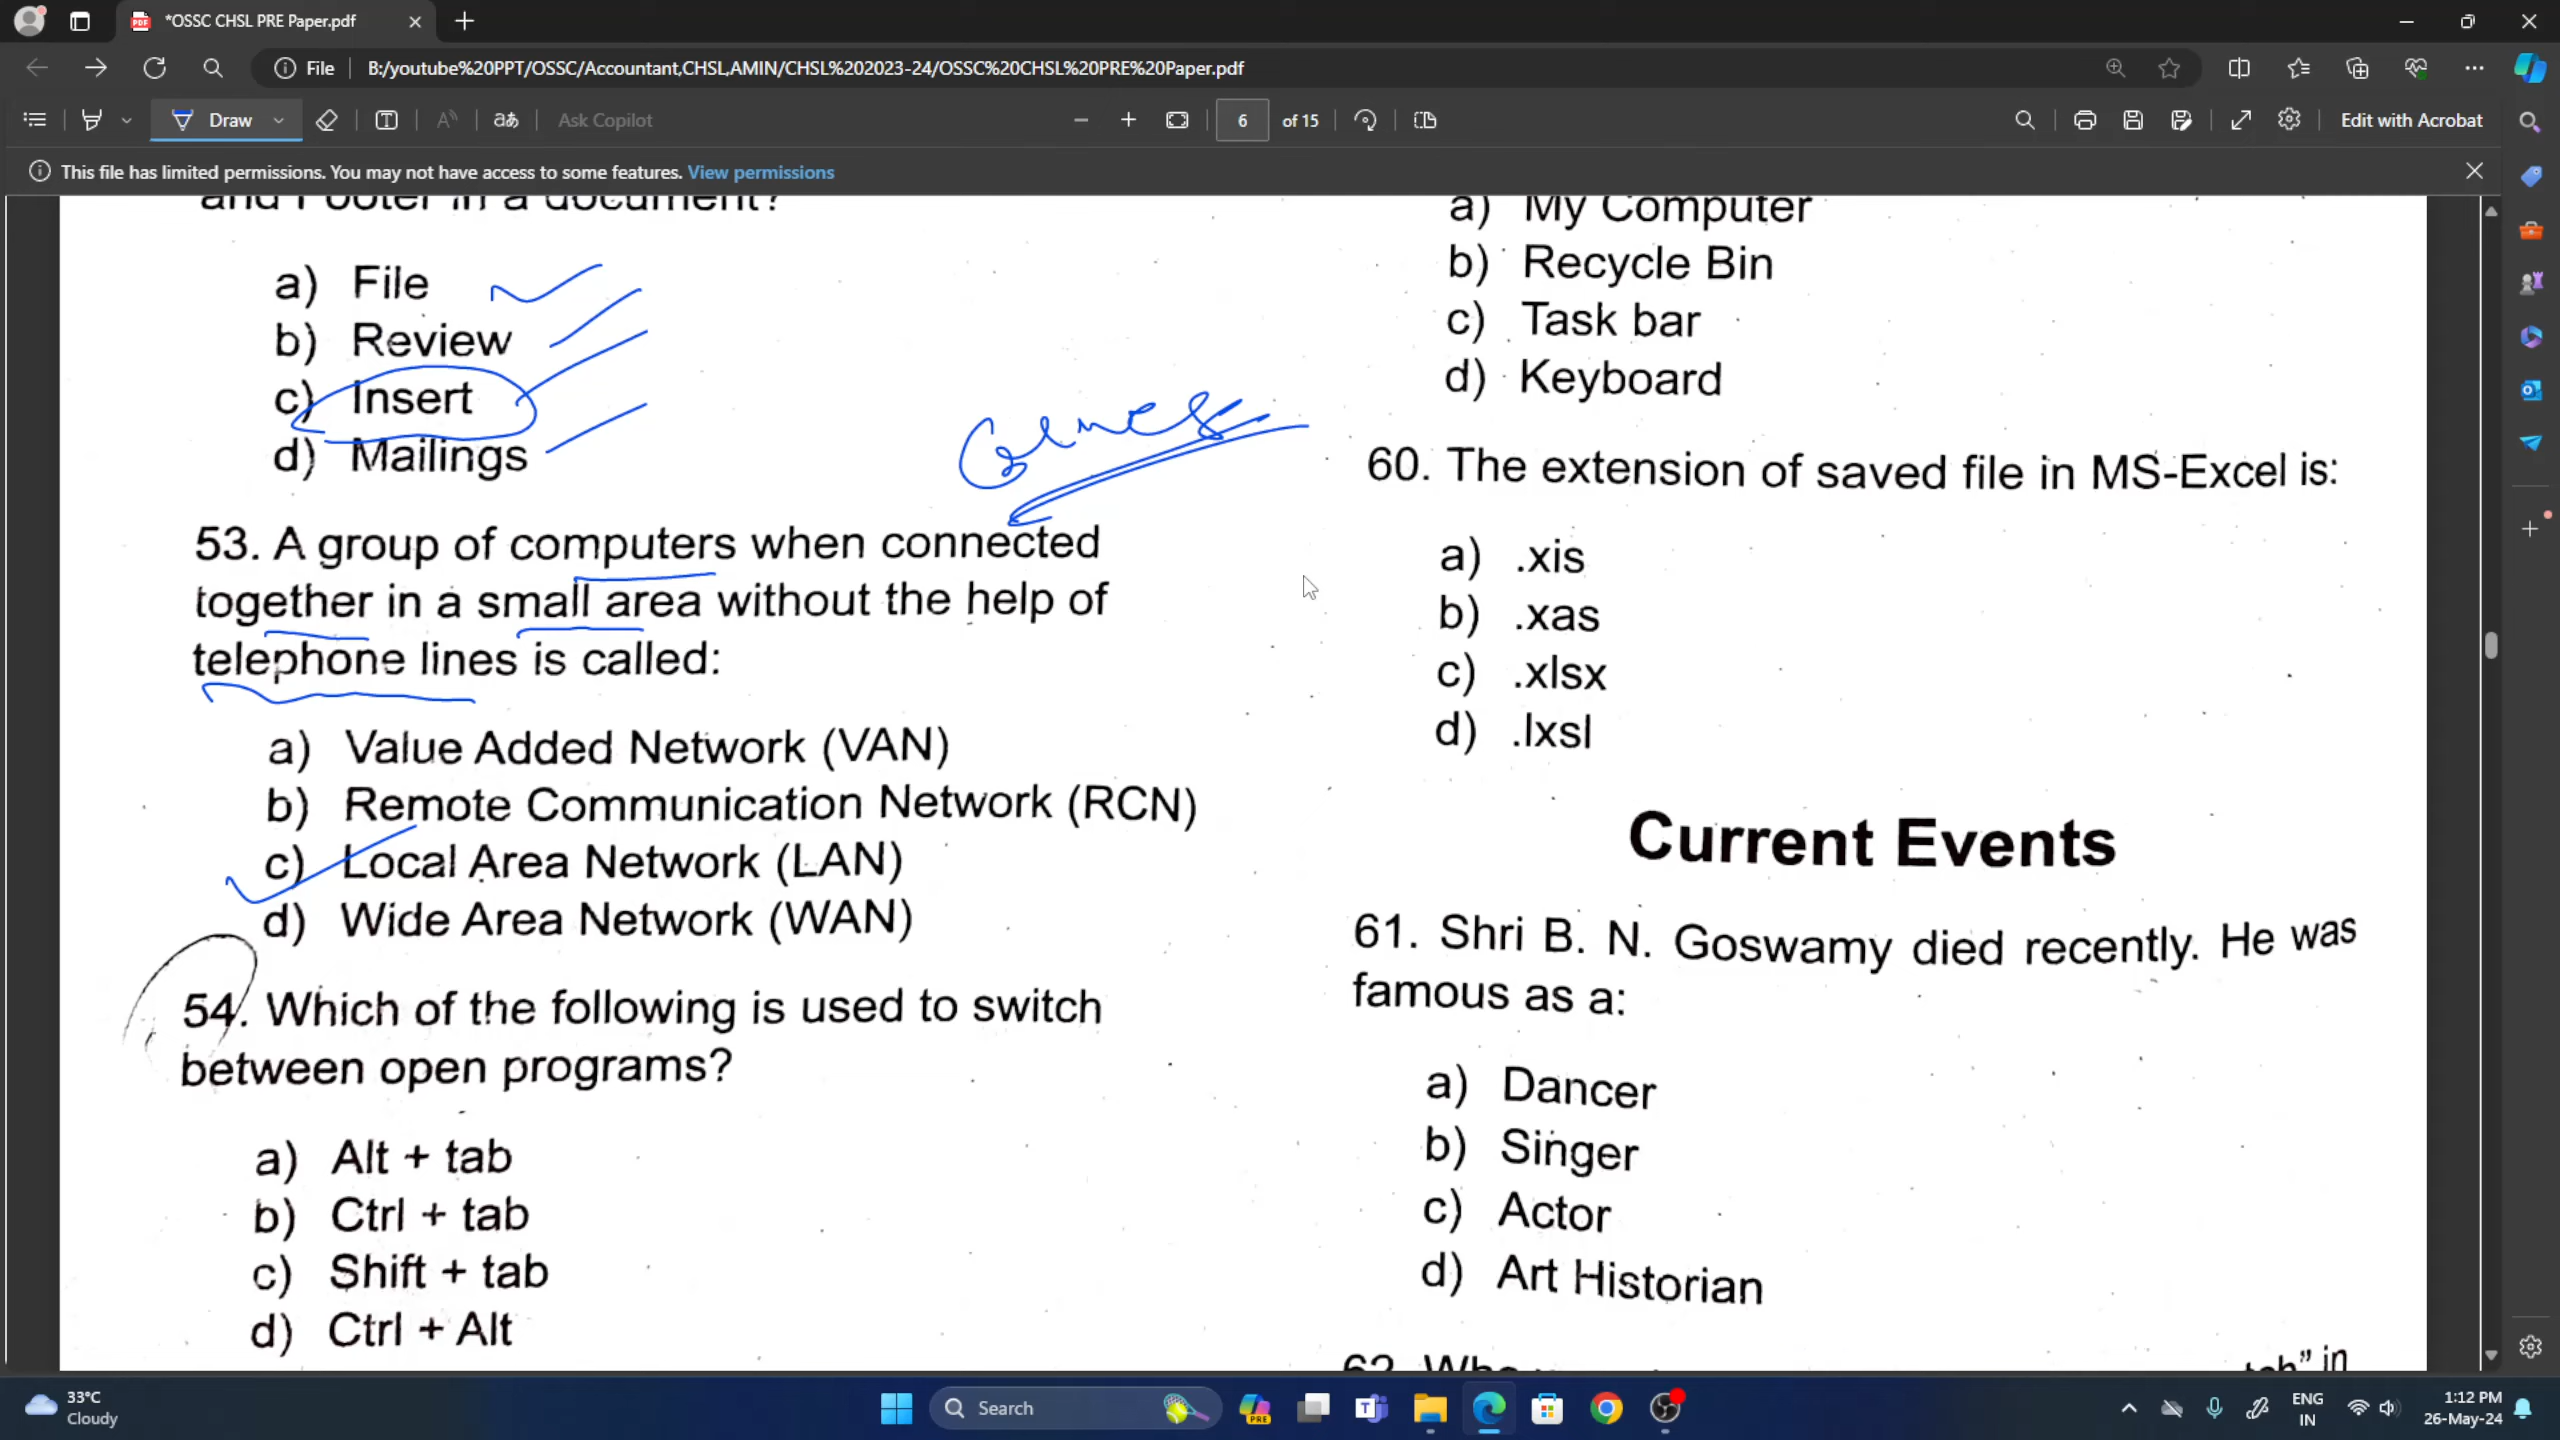 *OSSC CHSL PRE Paper.pdf
File
B:/youtube%20PPT/OSSC/Accountant,CHSL,AMIN/CHSL%202023-24/OSSC%20CHSL%20PRE%20Paper.pdf
Draw
aあ
Ask Copilot
6 of 15
Edit with Acrobat
This file has limited permissions. You may not have access to some features. View permissions
and Footer in a document?
a) File
b) Review
c) Insert
d) Mailings
53. A group of computers when connected
together in a small area without the help of
telephone lines is called:
a) Value Added Network (VAN)
b) Remote Communication Network (RCN)
c) Local Area Network (LAN)
d) Wide Area Network (WAN)
54. Which of the following is used to switch
between open programs?
a) Alt + tab
b) Ctrl + tab
c) Shift + tab
d) Ctrl + Alt
a) My Computer
b) Recycle Bin
c) Task bar
d) Keyboard
60. The extension of saved file in MS-Excel is:
a) .xis
b) .xas
c) .xlsx
d) .lxsl
Current Events
61. Shri B. N. Goswamy died recently. He was
famous as a:
a) Dancer
b) Singer
c) Actor
d) Art Historian
33°C
Cloudy
Search
PRE
ENG
IN
1:12 PM
26-May-24